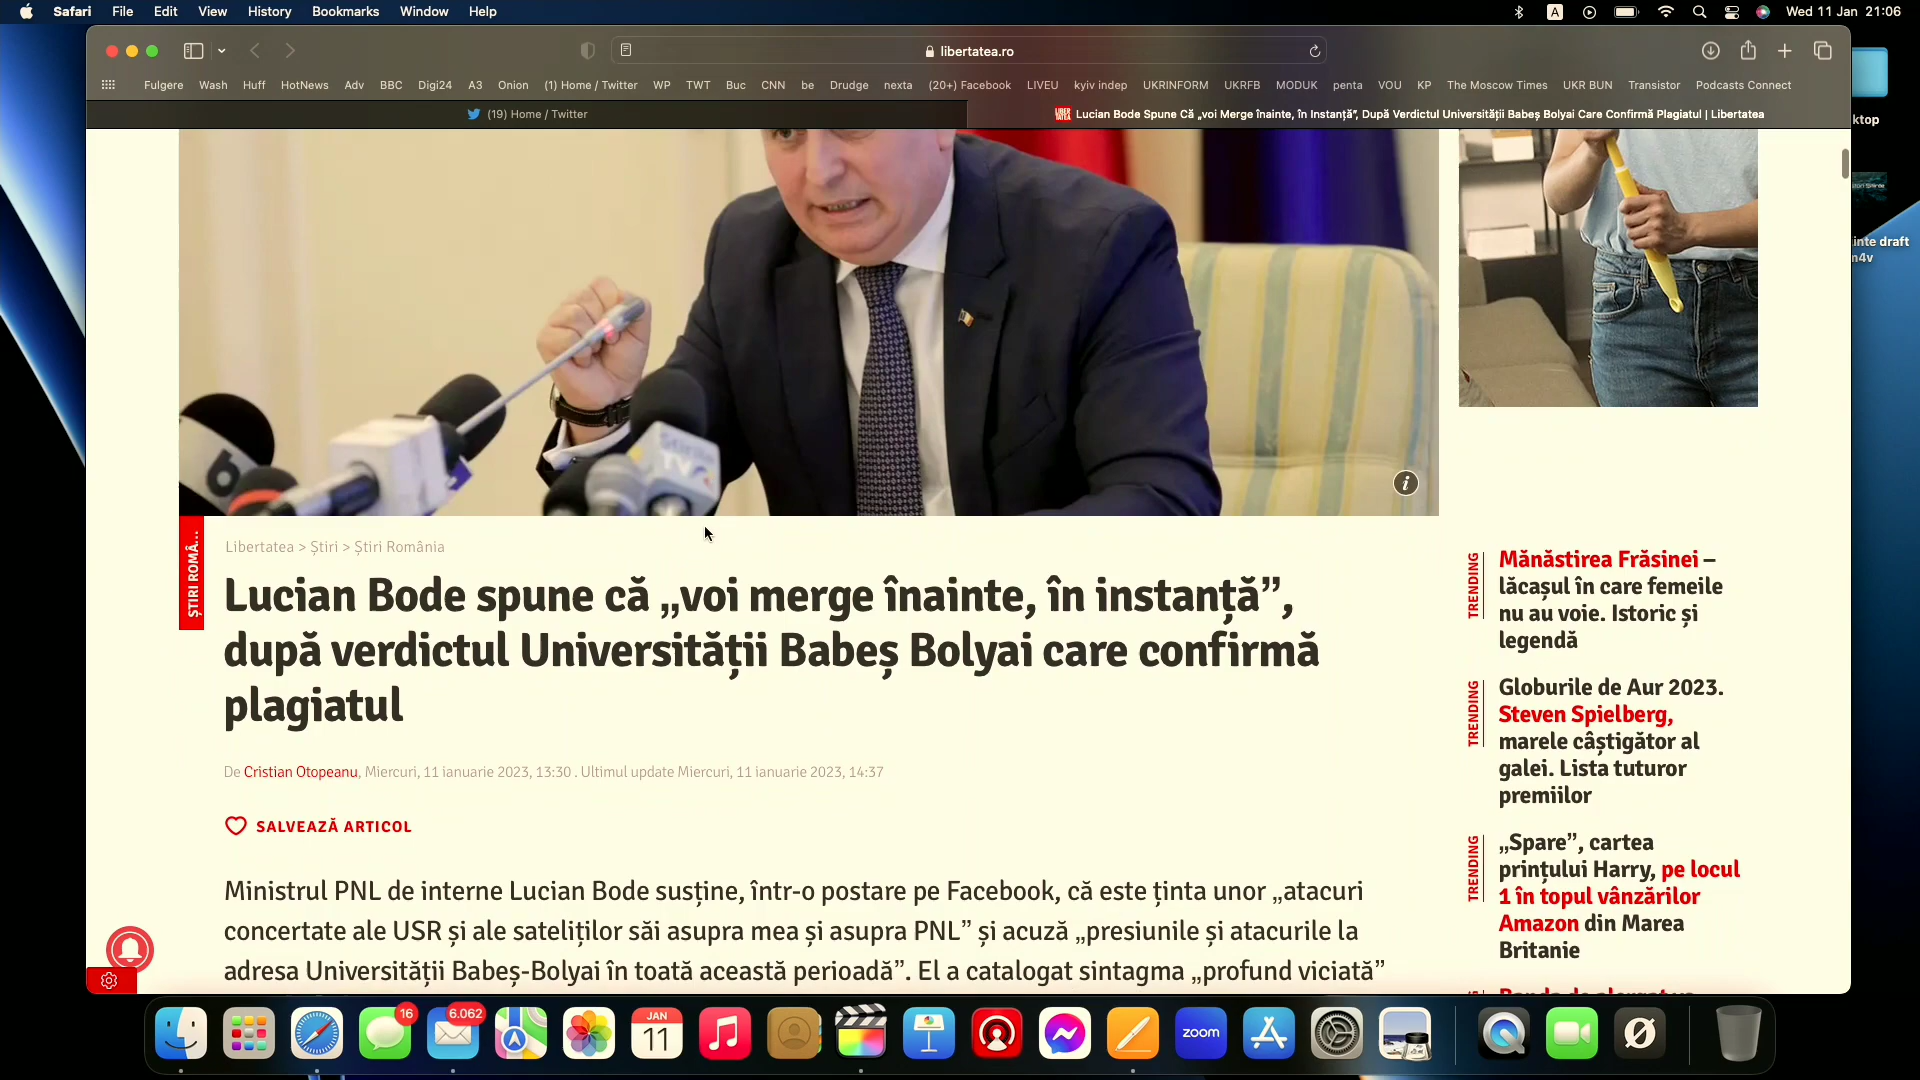 Safari File Edit View History Bookmarks Window Help
A
Wed 11 Jan 21:06
libertatea.ro
Fulgere Wash Huff HotNews Adv BBC Digi24 A3 Onion (1) Home / Twitter WP TWT Buc CNN be Drudge nexta (20+) Facebook LIVEU kyiv indep UKRINFORM UKRFB MODUK penta VOU KP The Moscow Times UKR BUN Transistor Podcasts Connect
(19) Home / Twitter
Lucian Bode Spune Că „voi Merge Înainte, în Instanță”, După Verdictul Universității Babeș Bolyai Care Confirmă Plagiatul | Libertatea
ktop
inte draft
n4v
6
TV
ȘTIRI ROMÂ...
Libertatea > Știri > Știri România
Lucian Bode spune că „voi merge înainte, în instanță”,
după verdictul Universității Babeș Bolyai care confirmă
plagiatul
De Cristian Otopeanu, Miercuri, 11 ianuarie 2023, 13:30 . Ultimul update Miercuri, 11 ianuarie 2023, 14:37
SALVEAZĂ ARTICOL
Ministrul PNL de interne Lucian Bode susține, într-o postare pe Facebook, că este ținta unor „atacuri
concertate ale USR și ale sateliților săi asupra mea și asupra PNL” și acuză „presiunile și atacurile la
adresa Universității Babeș-Bolyai în toată această perioadă”. El a catalogat sintagma „profund viciată”
TRENDING
Mănăstirea Frăsinei –
lăcașul în care femeile
nu au voie. Istoric și
legendă
TRENDING
Globurile de Aur 2023.
Steven Spielberg,
marele câștigător al
galei. Lista tuturor
premiilor
TRENDING
„Spare”, cartea
prințului Harry, pe locul
1 în topul vânzărilor
Amazon din Marea
Britanie
16
6.062
JAN
11
zoom